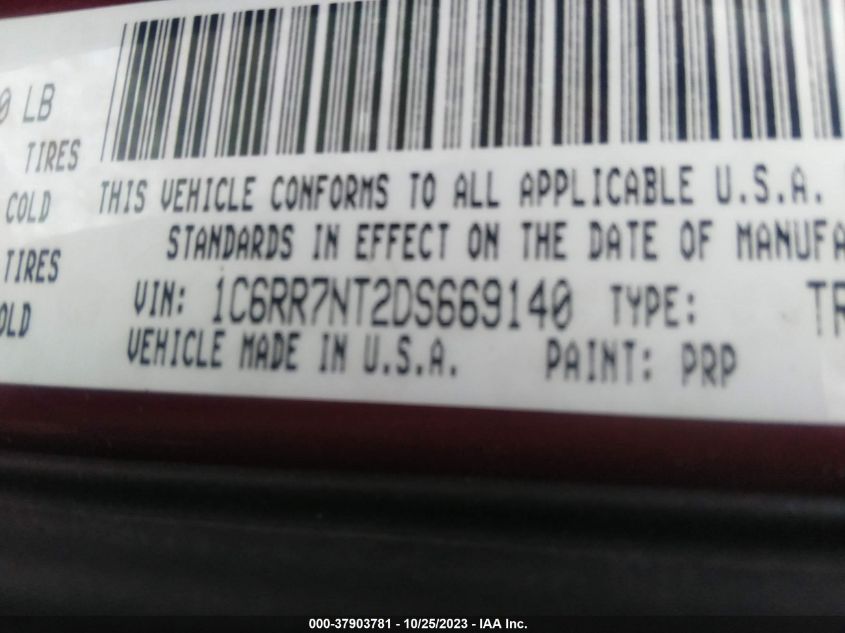 0 LB
TIRES
COLD
TIRES
OLD
THIS VEHICLE CONFORMS TO ALL APPLICABLE U.S.A.
STANDARDS IN EFFECT ON THE DATE OF MANUFA
VIN: 1C6RR7NT2DS669140 TYPE: TR
VEHICLE MADE IN U.S.A. PAINT: PRP
000-37903781 - 10/25/2023 - IAA Inc.